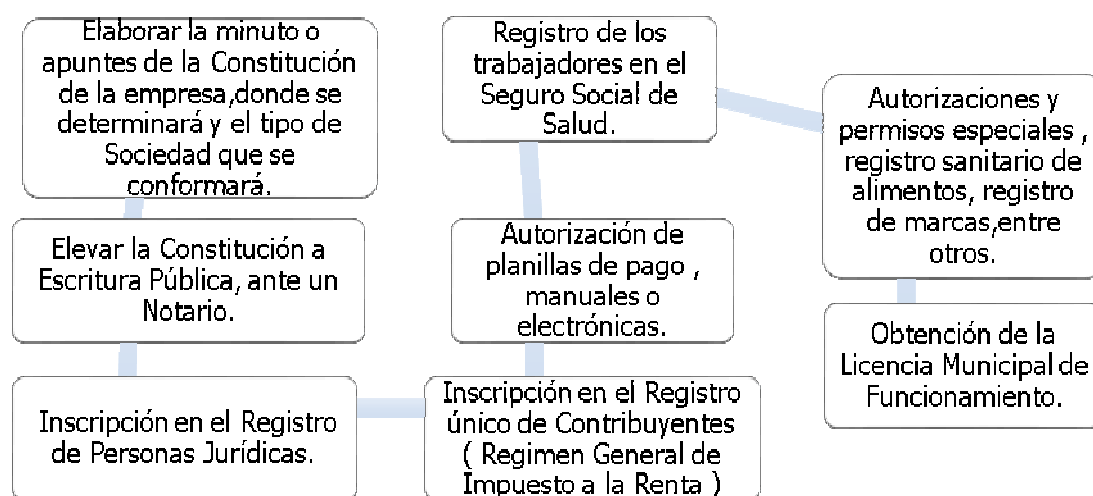 Elaborar la minuto o
apuntes de la Constitución
de la empresa,donde se
determinará y el tipo de
Sociedad que se
conformará.
Elevar la Constitución a
Escritura Pública, ante un
Notario.
Inscripción en el Registro
de Personas Jurídicas.
Inscripción en el Registro
único de Contribuyentes
( Regimen General de
Impuesto a la Renta )
Autorización de
planillas de pago ,
manuales o
electrónicas.
Registro de los
trabajadores en el
Seguro Social de
Salud.
Autorizaciones y
permisos especiales ,
registro sanitario de
alimentos, registro
de marcas,entre
otros.
Obtención de la
Licencia Municipal de
Funcionamiento.